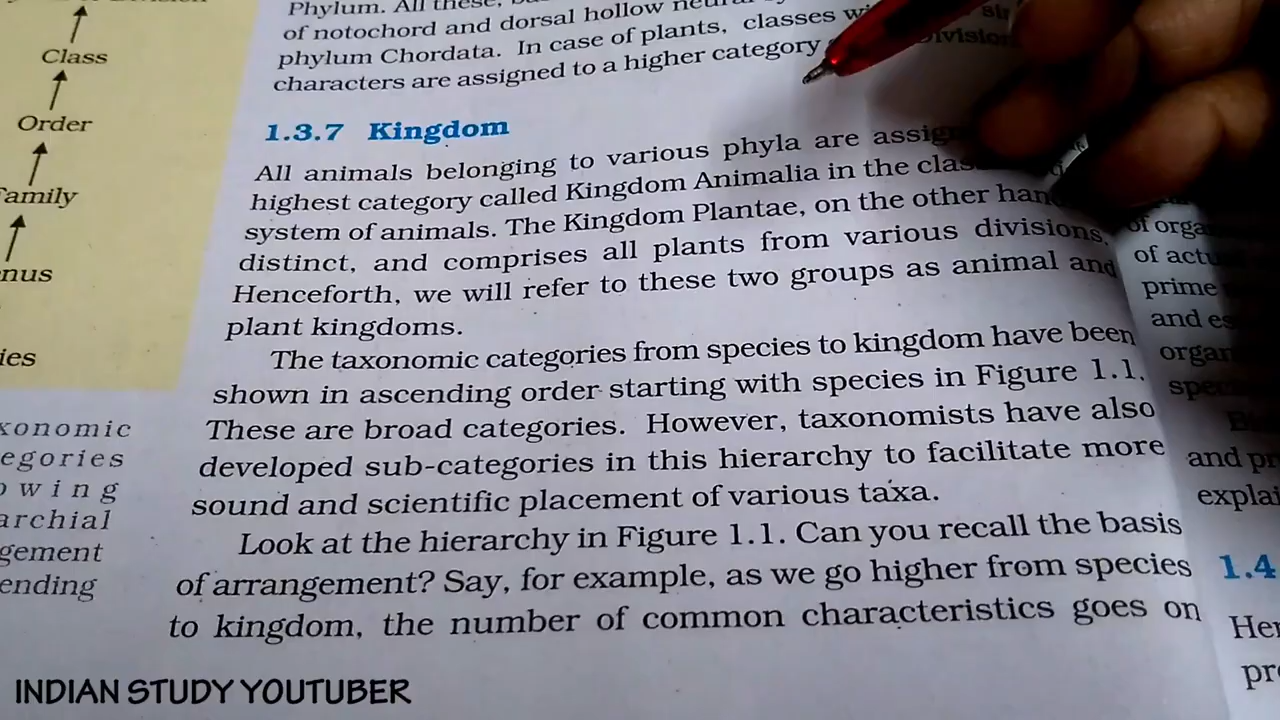 Class
Order
Family
nus
ies
xonomic
egories
owing
archial
gement
ending
Phylum. All these,
of notochord and dorsal hollow neural
phylum Chordata. In case of plants, classes
characters are assigned to a higher category
1.3.7 Kingdom
All animals belonging to various phyla are
highest category called Kingdom Animalia in the
system of animals. The Kingdom Plantae, on the other
distinct, and comprises all plants from various divisions.
Henceforth, we will refer to these two groups as animal and
plant kingdoms.
The taxonomic categories from species to kingdom have been
shown in ascending order starting with species in Figure 1.1.
These are broad categories. However, taxonomists have also
developed sub-categories in this hierarchy to facilitate more
sound and scientific placement of various taxa.
Look at the hierarchy in Figure 1.1. Can you recall the basis
of arrangement? Say, for example, as we go higher from species
to kingdom, the number of common characteristics goes on
of orga
of actu
prime
and es
organ
spec
and pr
explai
1.4
Her
pro
INDIAN STUDY YOUTUBER